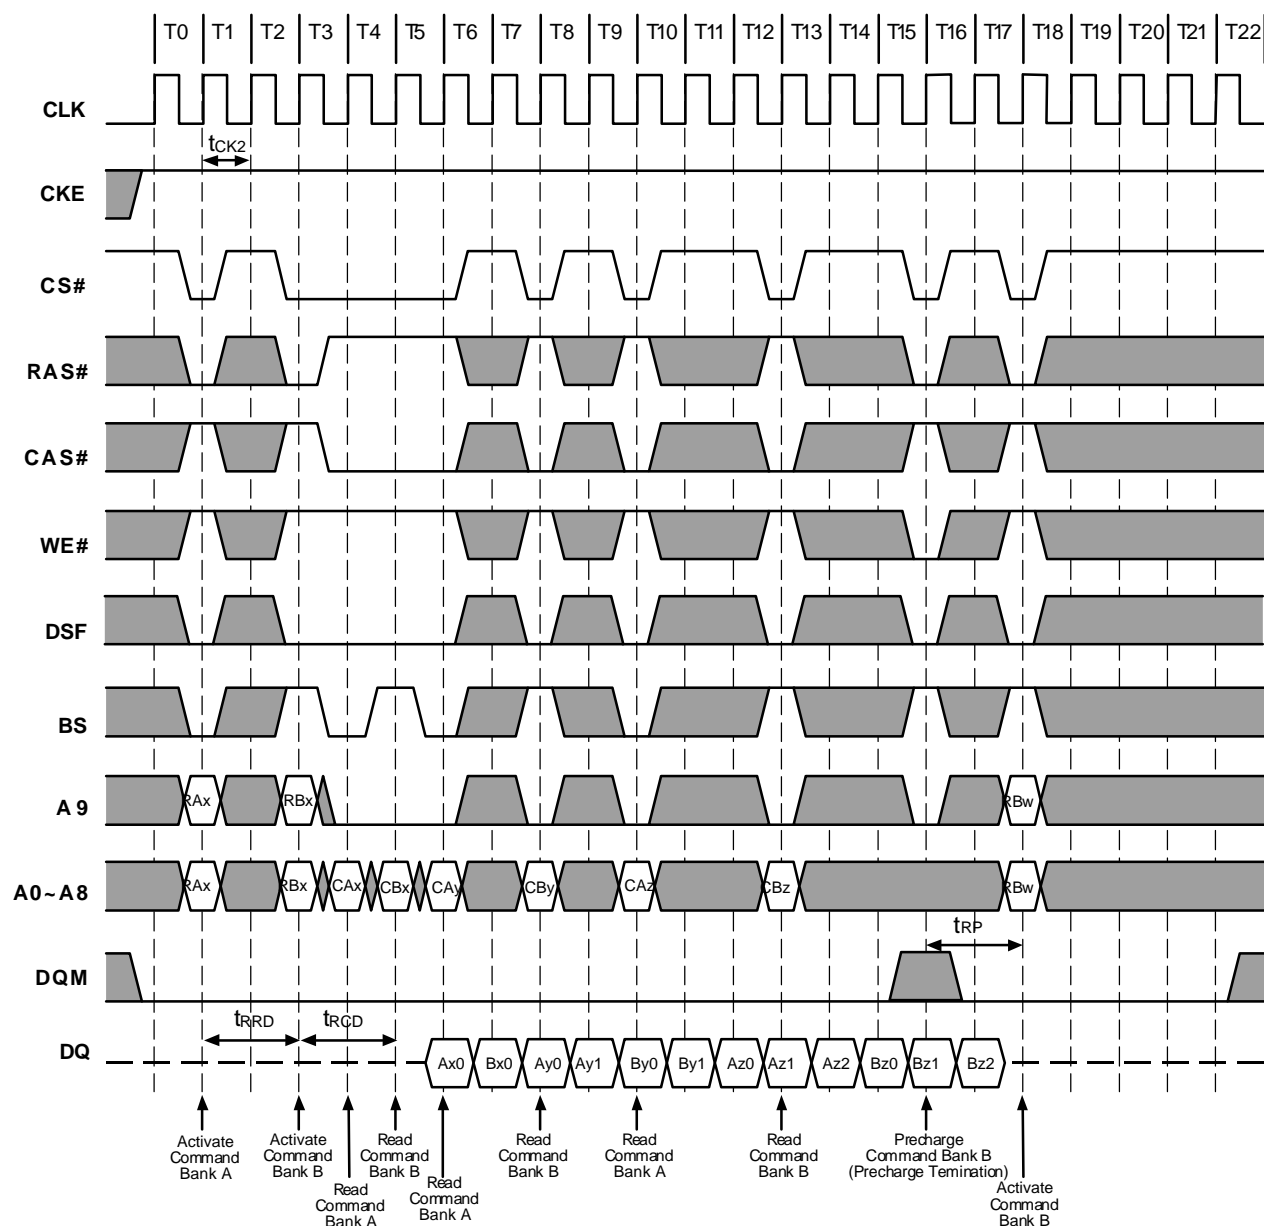 T0 T1 T2 T3 T4 T5 T6 T7 T8 T9 T10 T11 T12 T13 T14 T15 T16 T17 T18 T19 T20 T21 T22
CLK
tCK2
CKE
CS#
RAS#
CAS#
WE#
DSF
BS
A9
RAx RBx RBw
A0~A8
RAx RBx CAx CBx CAy CBy CAz CBz RBw
tRP
DQM
tRRD tRCD
DQ
Ax0 Bx0 Ay0 Ay1 By0 By1 Az0 Az1 Az2 Bz0 Bz1 Bz2
Activate
Command
Bank A
Activate
Command
Bank B
Read
Command
Bank A
Read
Command
Bank B
Read
Command
Bank A
Read
Command
Bank B
Read
Command
Bank A
Read
Command
Bank B
Precharge
Command Bank B
(Precharge Temination)
Activate
Command
Bank B